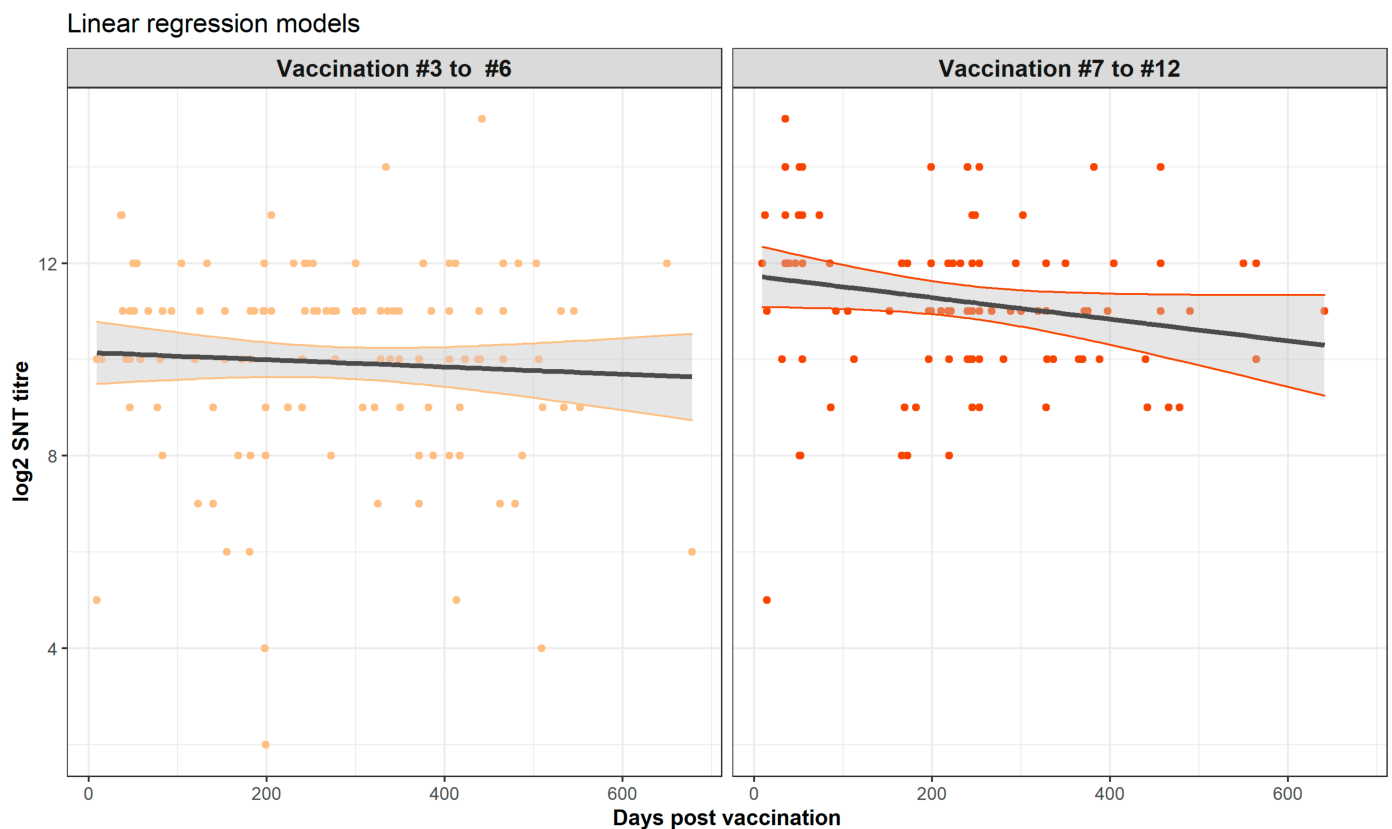 Linear regression models
Vaccination #3 to  #6
Vaccination #7 to #12
log2 SNT titre
12
8
4
0 200 400 600
0 200 400 600
Days post vaccination